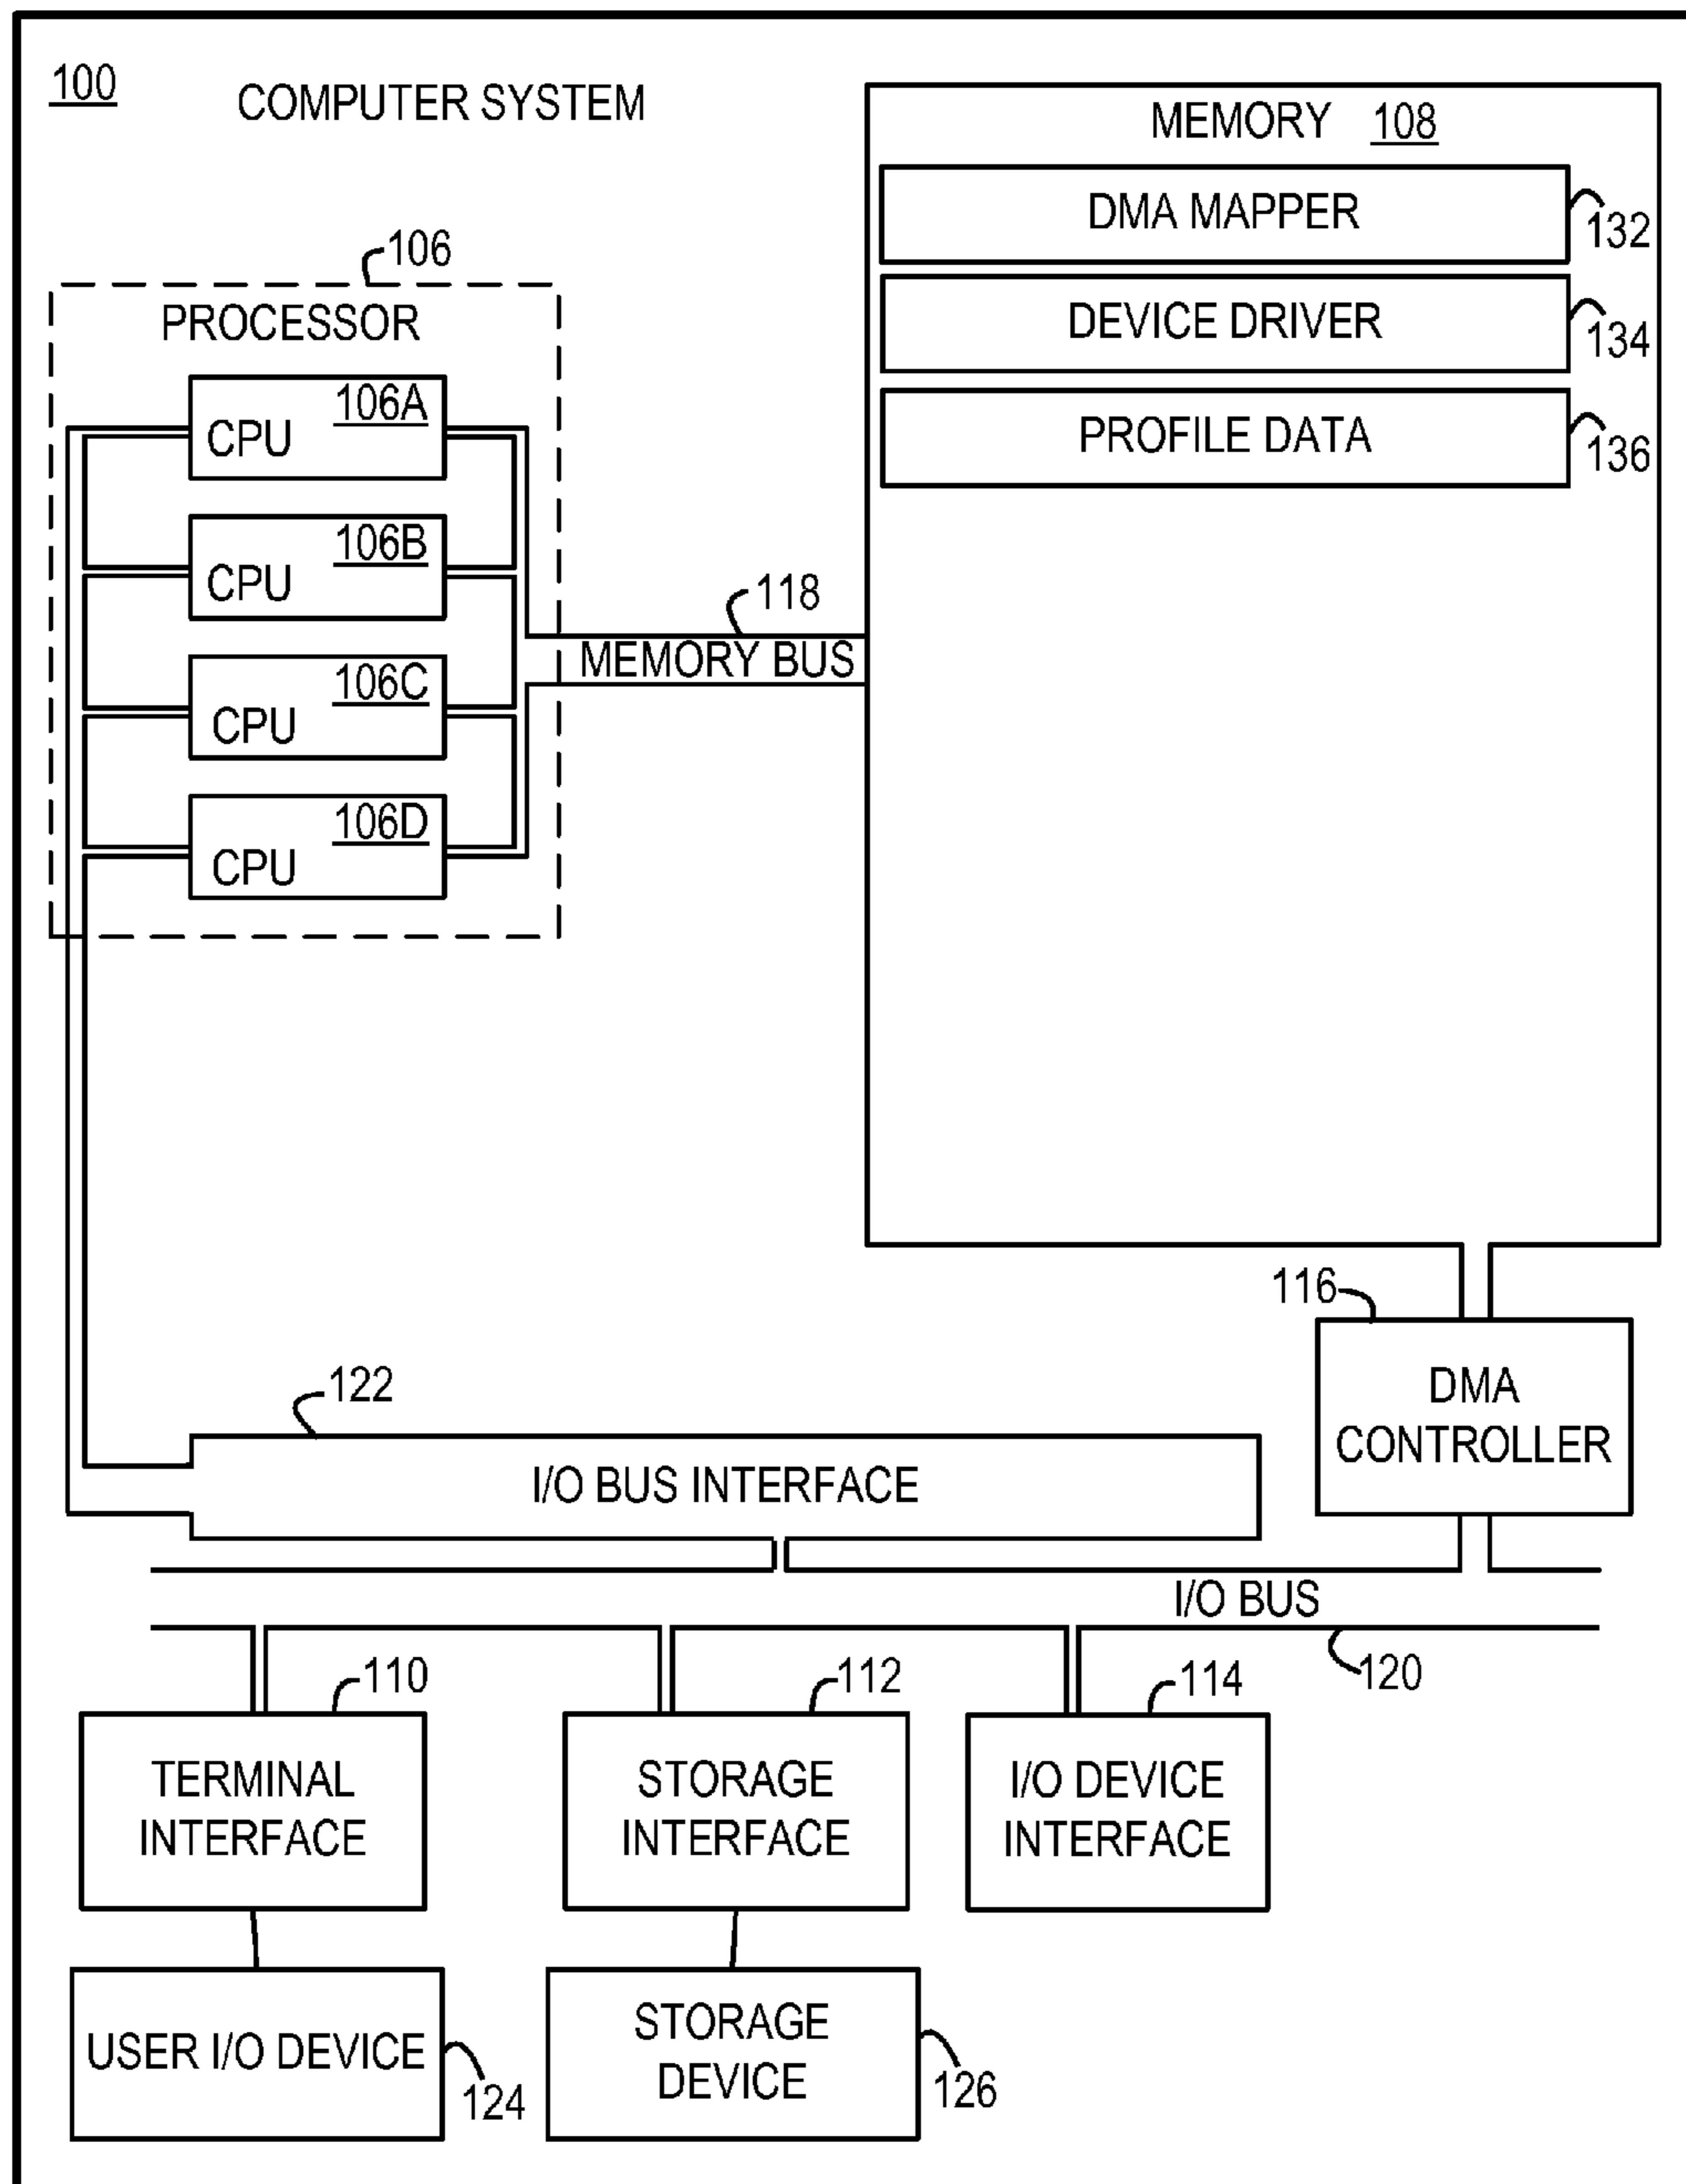 100
COMPUTER SYSTEM
MEMORY 108
DMA MAPPER
132
DEVICE DRIVER
134
PROFILE DATA
136
106
PROCESSOR
106A
CPU
106B
CPU
106C
CPU
106D
CPU
118
MEMORY BUS
116
DMA
CONTROLLER
122
I/O BUS INTERFACE
I/O BUS
120
110
TERMINAL
INTERFACE
112
STORAGE
INTERFACE
114
I/O DEVICE
INTERFACE
USER I/O DEVICE
124
STORAGE
DEVICE
126